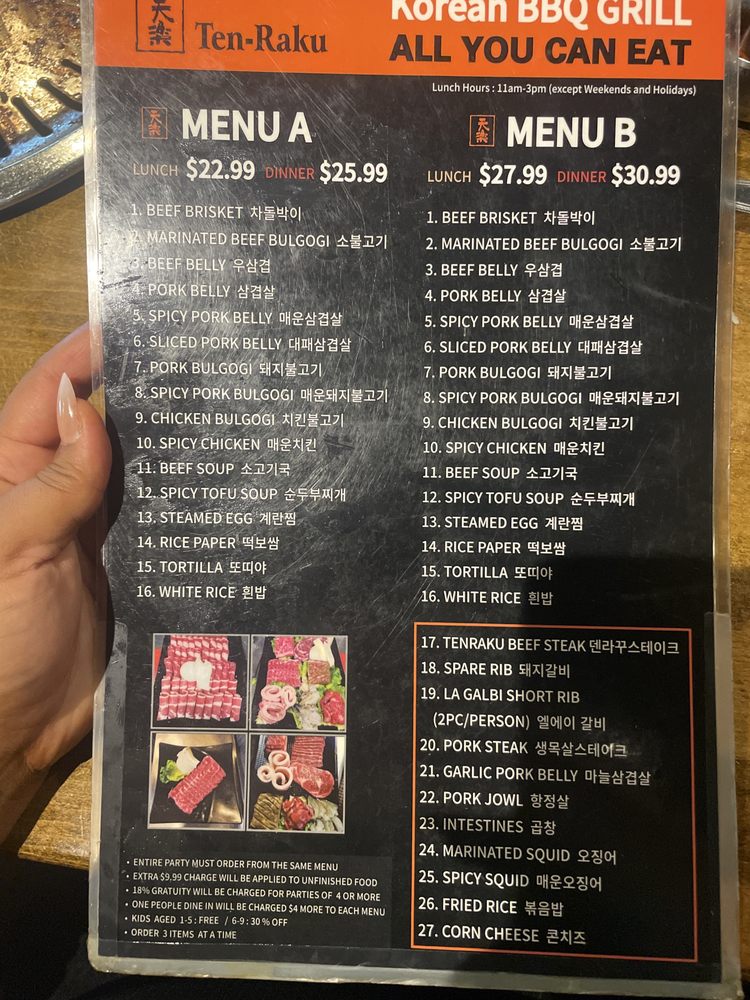 天樂
Ten-Raku
Korean BBQ GRILL
ALL YOU CAN EAT
Lunch Hours : 11am-3pm (except Weekends and Holidays)
天樂 MENU A
LUNCH $22.99 DINNER $25.99
1. BEEF BRISKET 차돌박이
2. MARINATED BEEF BULGOGI 소불고기
3. BEEF BELLY 우삼겹
4. PORK BELLY 삼겹살
5. SPICY PORK BELLY 매운삼겹살
6. SLICED PORK BELLY 대패삼겹살
7. PORK BULGOGI 돼지불고기
8. SPICY PORK BULGOGI 매운돼지불고기
9. CHICKEN BULGOGI 치킨불고기
10. SPICY CHICKEN 매운치킨
11. BEEF SOUP 소고기국
12. SPICY TOFU SOUP 순두부찌개
13. STEAMED EGG 계란찜
14. RICE PAPER 떡보쌈
15. TORTILLA 또띠야
16. WHITE RICE 흰밥
• ENTIRE PARTY MUST ORDER FROM THE SAME MENU
• EXTRA $9.99 CHARGE WILL BE APPLIED TO UNFINISHED FOOD
• 18% GRATUITY WILL BE CHARGED FOR PARTIES OF 4 OR MORE
• ONE PEOPLE DINE IN WILL BE CHARGED $4 MORE TO EACH MENU
• KIDS AGED 1-5 : FREE / 6-9 : 30 % OFF
• ORDER 3 ITEMS AT A TIME
天樂 MENU B
LUNCH $27.99 DINNER $30.99
1. BEEF BRISKET 차돌박이
2. MARINATED BEEF BULGOGI 소불고기
3. BEEF BELLY 우삼겹
4. PORK BELLY 삼겹살
5. SPICY PORK BELLY 매운삼겹살
6. SLICED PORK BELLY 대패삼겹살
7. PORK BULGOGI 돼지불고기
8. SPICY PORK BULGOGI 매운돼지불고기
9. CHICKEN BULGOGI 치킨불고기
10. SPICY CHICKEN 매운치킨
11. BEEF SOUP 소고기국
12. SPICY TOFU SOUP 순두부찌개
13. STEAMED EGG 계란찜
14. RICE PAPER 떡보쌈
15. TORTILLA 또띠야
16. WHITE RICE 흰밥
17. TENRAKU BEEF STEAK 덴라꾸스테이크
18. SPARE RIB 돼지갈비
19. LA GALBI SHORT RIB
(2PC/PERSON) 엘에이 갈비
20. PORK STEAK 생목살스테이크
21. GARLIC PORK BELLY 마늘삼겹살
22. PORK JOWL 항정살
23. INTESTINES 곱창
24. MARINATED SQUID 오징어
25. SPICY SQUID 매운오징어
26. FRIED RICE 볶음밥
27. CORN CHEESE 콘치즈